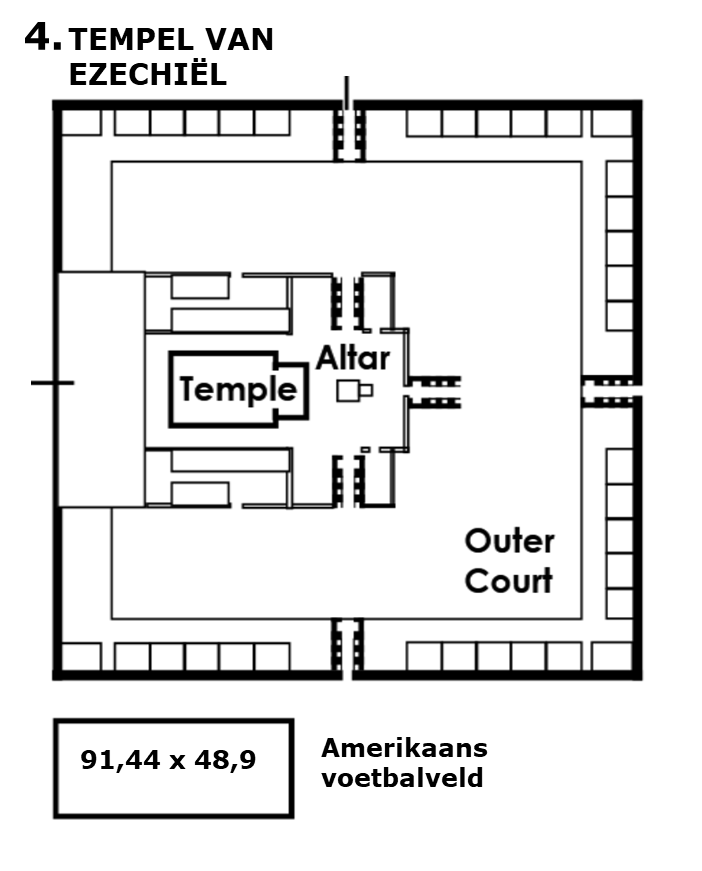 4. TEMPEL VAN
EZECHIËL
Altar
Temple
Outer
Court
91,44 x 48,9
Amerikaans
voetbalveld